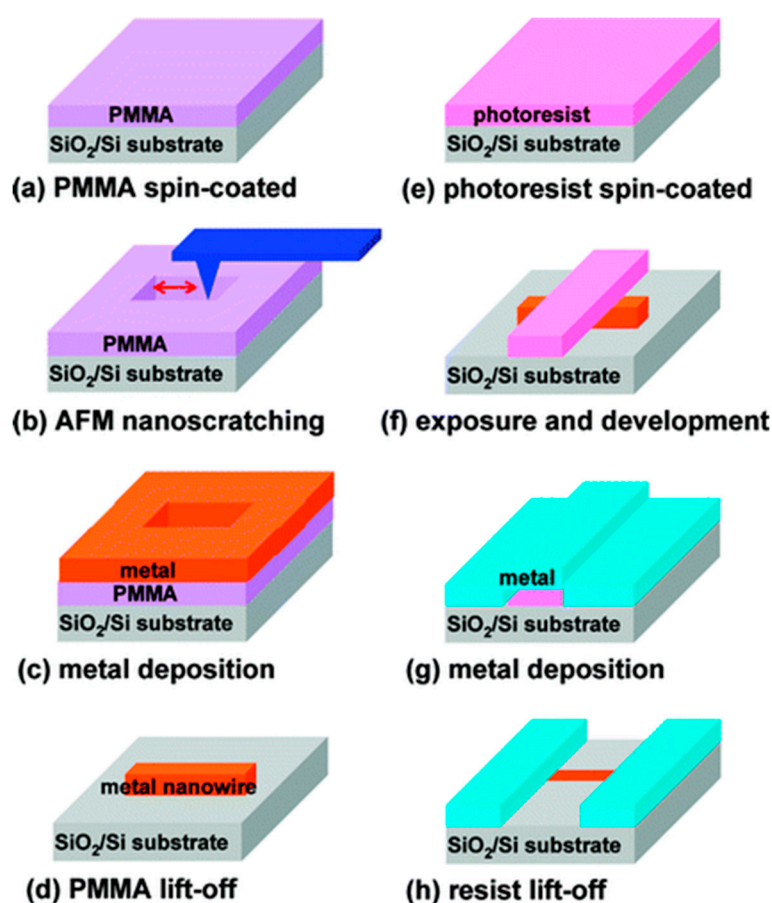 PMMA
SiO₂/Si substrate
(a) PMMA spin-coated
PMMA
SiO₂/Si substrate
(b) AFM nanoscratching
metal
PMMA
SiO₂/Si substrate
(c) metal deposition
metal nanowire
SiO₂/Si substrate
(d) PMMA lift-off
photoresist
SiO₂/Si substrate
(e) photoresist spin-coated
SiO₂/Si substrate
(f) exposure and development
metal
SiO₂/Si substrate
(g) metal deposition
SiO₂/Si substrate
(h) resist lift-off